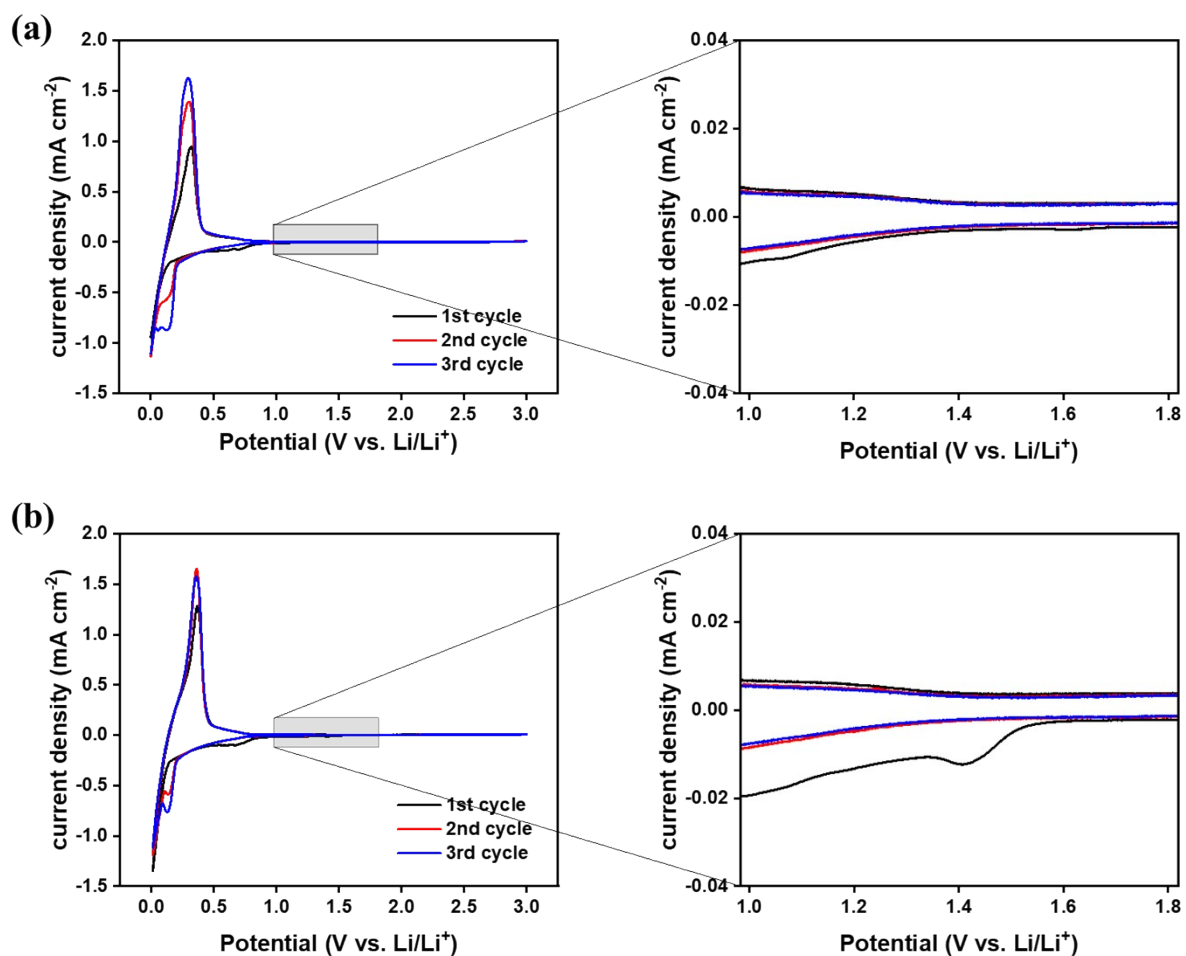 (a)
current density (mA cm-2)
2.0
1.5
1.0
0.5
0.0
-0.5
-1.0
-1.5
0.0 0.5 1.0 1.5 2.0 2.5 3.0
Potential (V vs. Li/Li+)
1st cycle
2nd cycle
3rd cycle
current density (mA cm-2)
0.04
0.02
0.00
-0.02
-0.04
1.0 1.2 1.4 1.6 1.8
Potential (V vs. Li/Li+)
(b)
current density (mA cm-2)
2.0
1.5
1.0
0.5
0.0
-0.5
-1.0
-1.5
0.0 0.5 1.0 1.5 2.0 2.5 3.0
Potential (V vs. Li/Li+)
1st cycle
2nd cycle
3rd cycle
current density (mA cm-2)
0.04
0.02
0.00
-0.02
-0.04
1.0 1.2 1.4 1.6 1.8
Potential (V vs. Li/Li+)